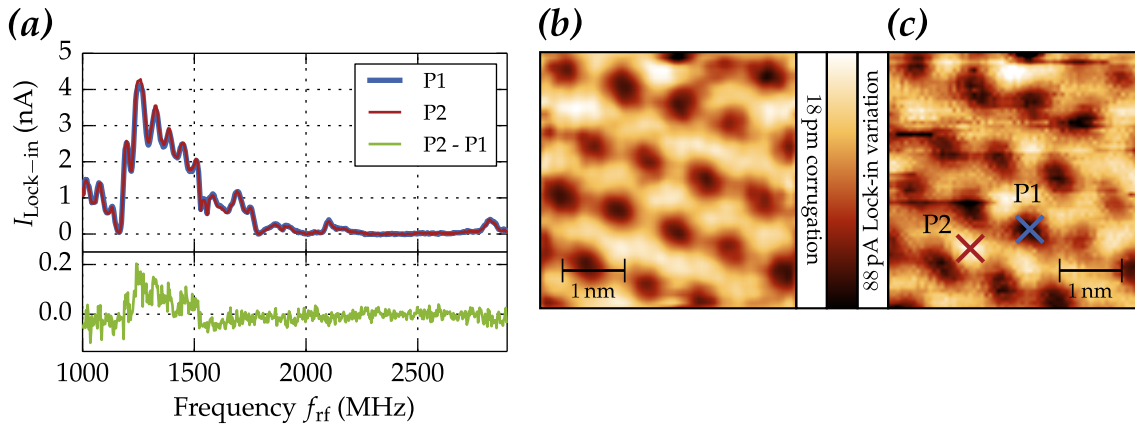 (a)
I_Lock−in (nA)
5
4
3
2
1
0
P1
P2
P2 - P1
0.2
0.0
1000
1500
2000
2500
Frequency f_rf (MHz)
(b)
1 nm
18 pm corrugation
88 pA Lock-in variation
(c)
P1
P2
1 nm